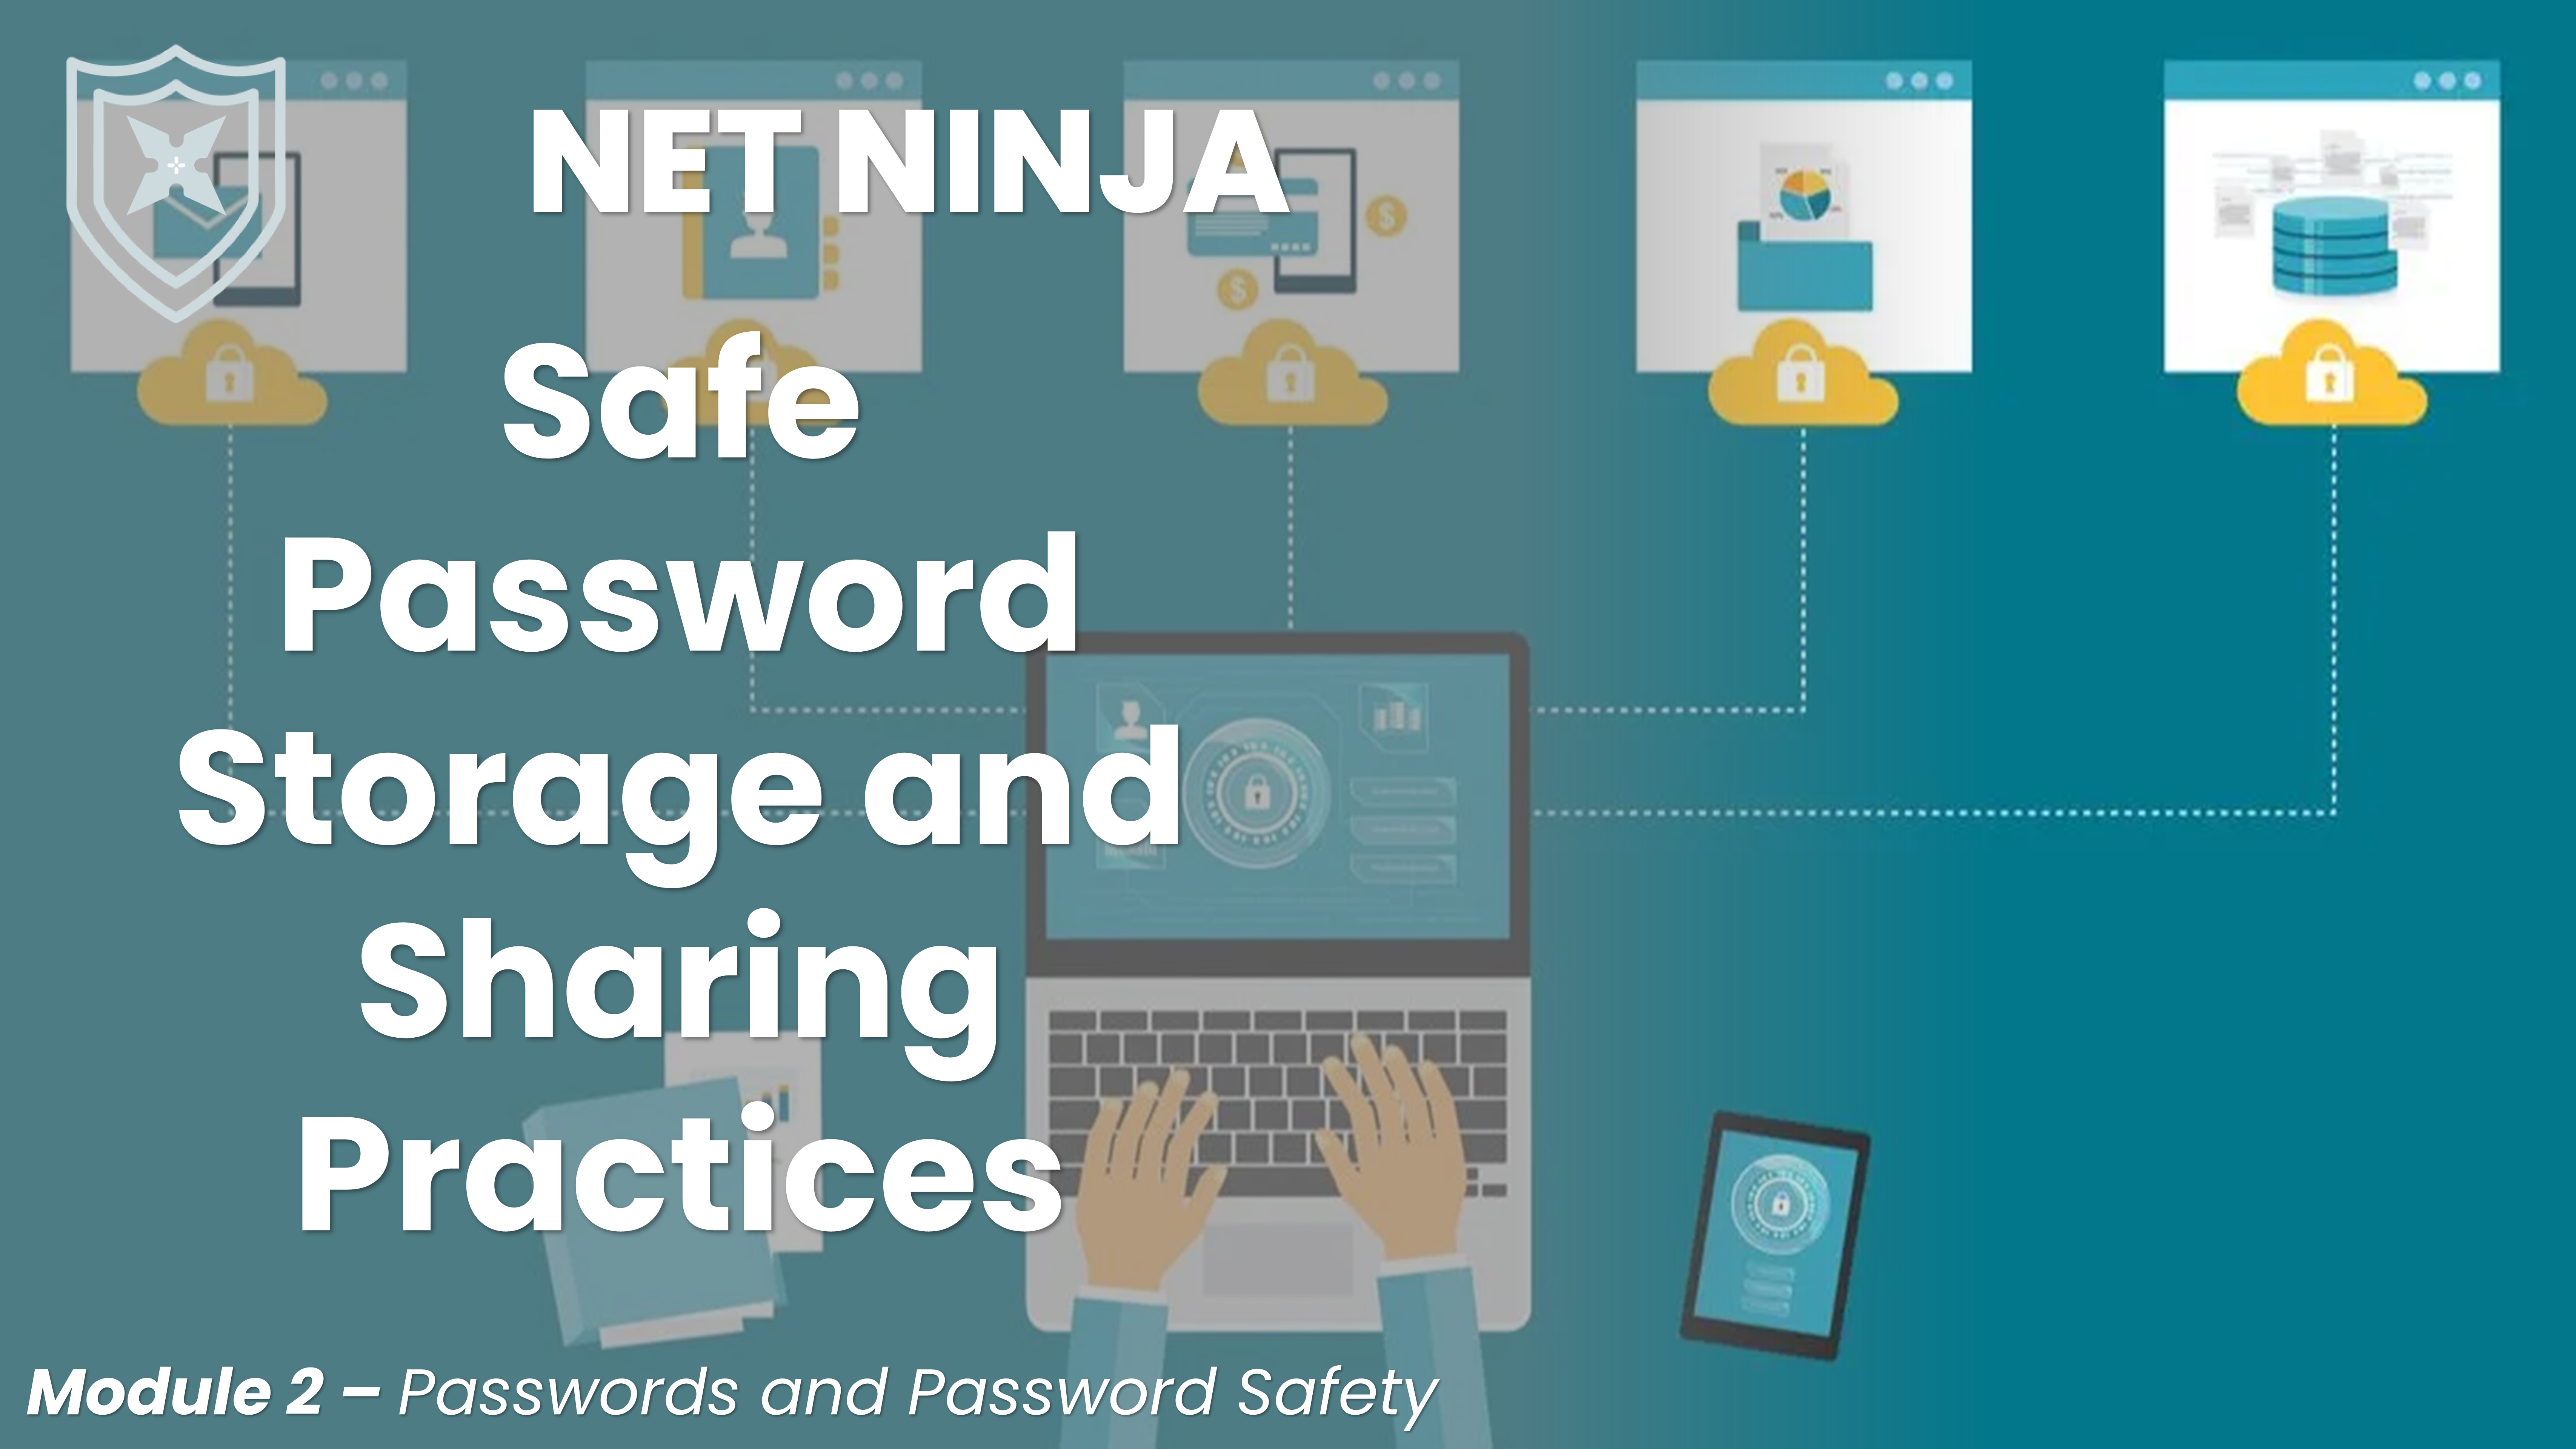 NET NINJA
Safe
Password
Storage and
Sharing
Practices
Module 2 – Passwords and Password Safety